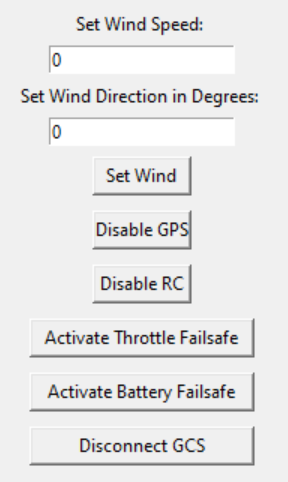 Set Wind Speed:
0
Set Wind Direction in Degrees:
0
Set Wind
Disable GPS
Disable RC
Activate Throttle Failsafe
Activate Battery Failsafe
Disconnect GCS